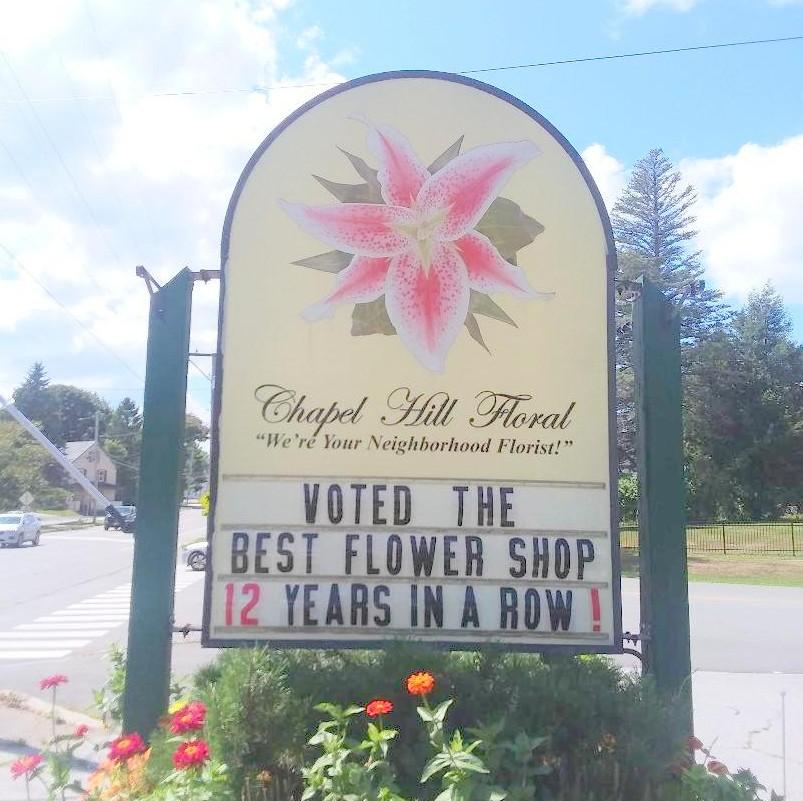 Chapel Hill Floral
"We're Your Neighborhood Florist!"
VOTED THE
BEST FLOWER SHOP
12 YEARS IN A ROW!